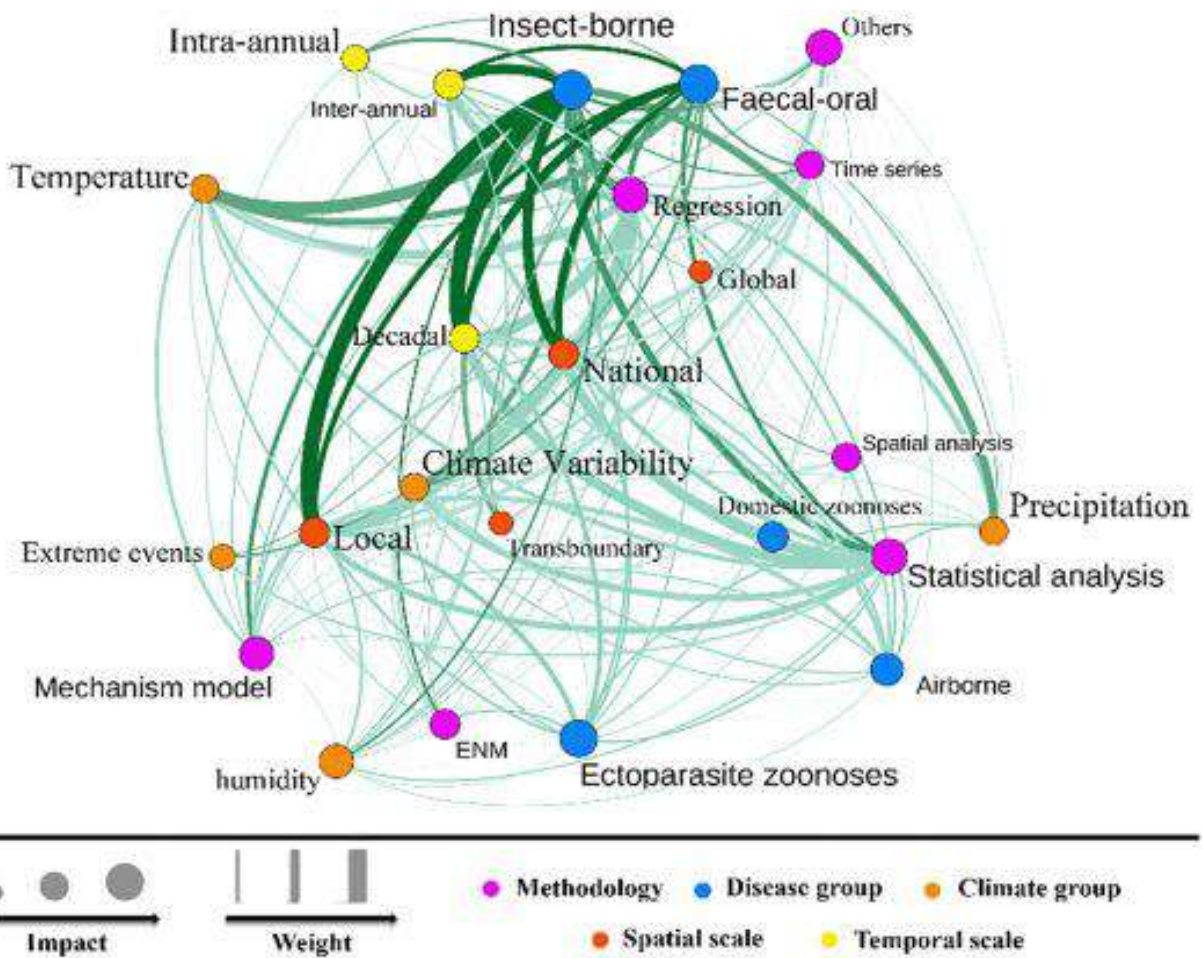 Insect-borne
Others
Intra-annual
Faecal-oral
Inter-annual
Time series
Temperature
Regression
Global
Decadal
National
Spatial analysis
Climate Variability
Precipitation
Domestic zoonoses
Local
Transboundary
Extreme events
Statistical analysis
Mechanism model
Airborne
ENM
humidity
Ectoparasite zoonoses
Methodology
Disease group
Climate group
Impact
Weight
Spatial scale
Temporal scale